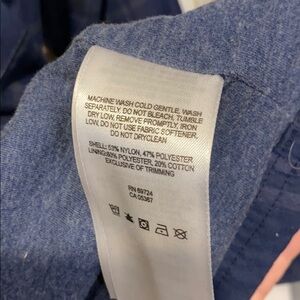 MACHINE WASH COLD GENTLE, WASH
SEPARATELY. DO NOT BLEACH, TUMBLE
DRY LOW, REMOVE PROMPTLY, IRON
LOW, DO NOT USE FABRIC SOFTENER.
DO NOT DRYCLEAN
SHELL: 53% NYLON, 47% POLYESTER
LINING:80% POLYESTER, 20% COTTON
EXCLUSIVE OF TRIMMING
RN 69724
CA 05367